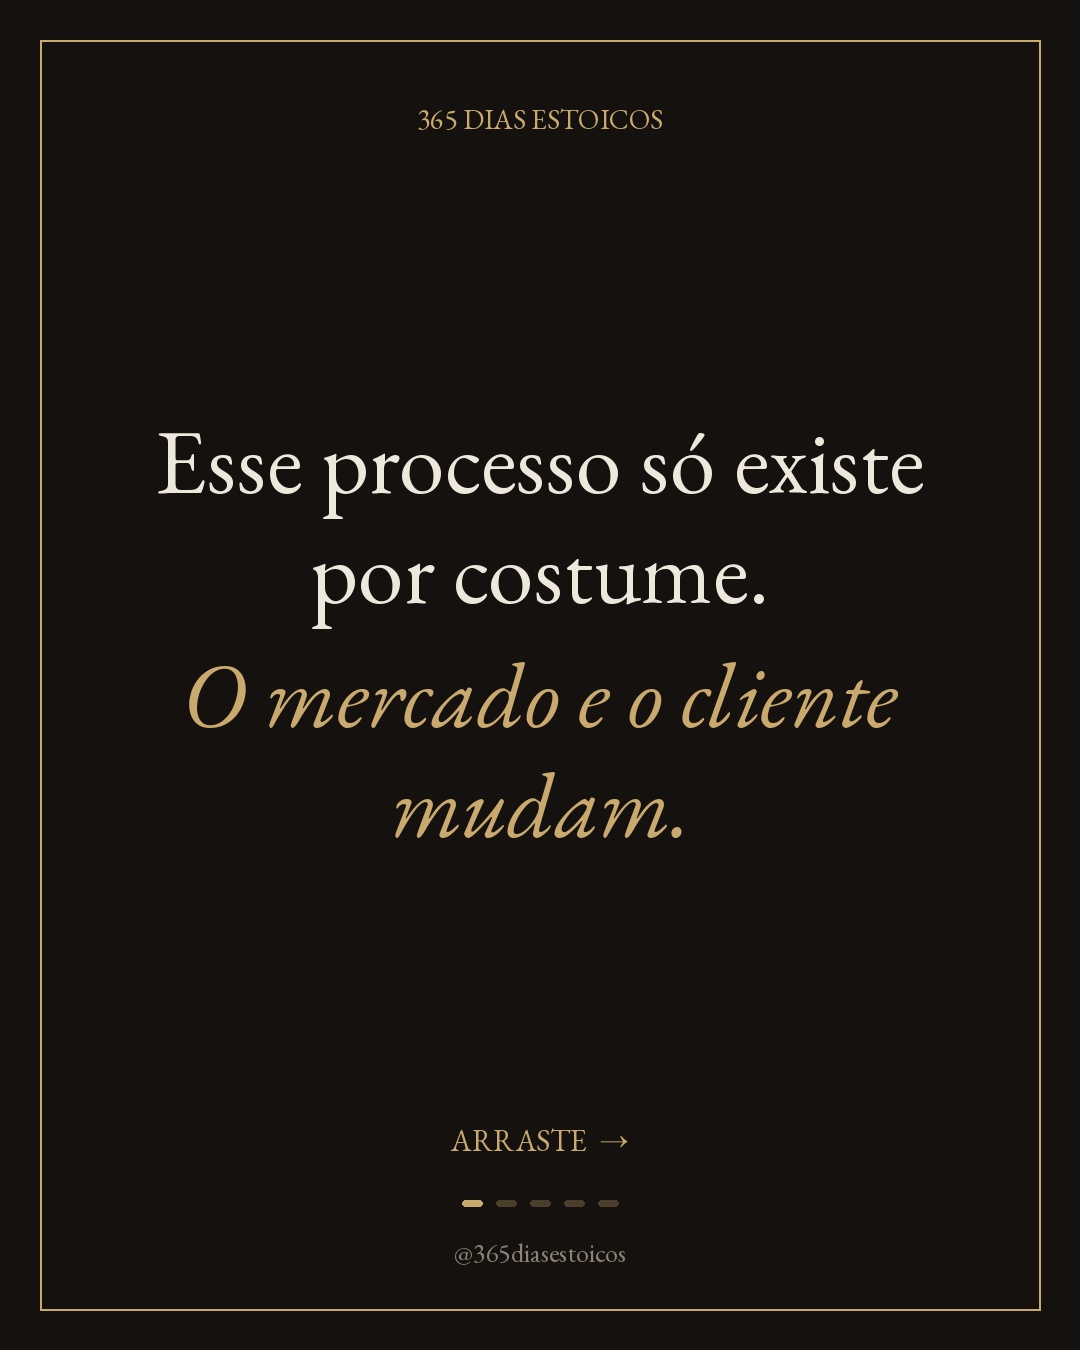 365 DIAS ESTOICOS
Esse processo só existe
por costume.
O mercado e o cliente
mudam.
ARRASTE →
@365diasestoicos